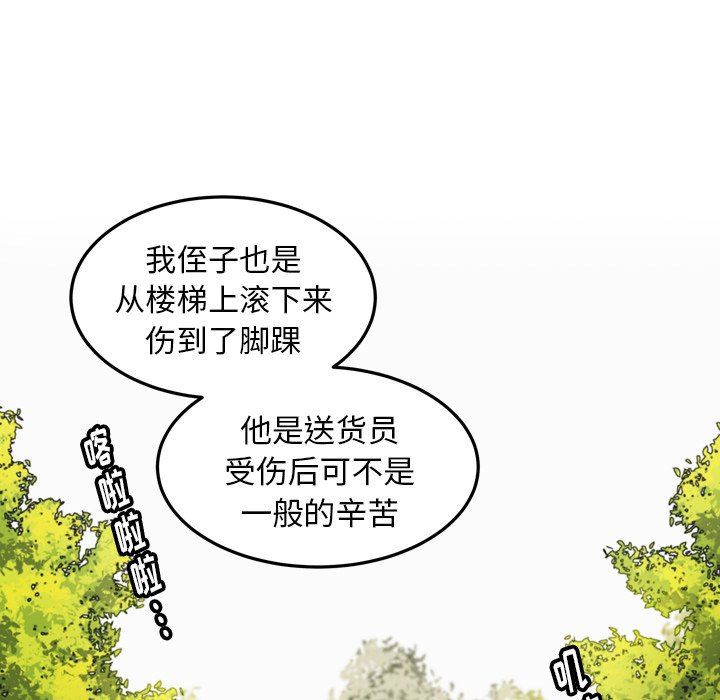 我侄子也是
从楼梯上滚下来
伤到了脚踝
他是送货员
受伤后可不是
一般的辛苦
喀啦啦啦…
叽